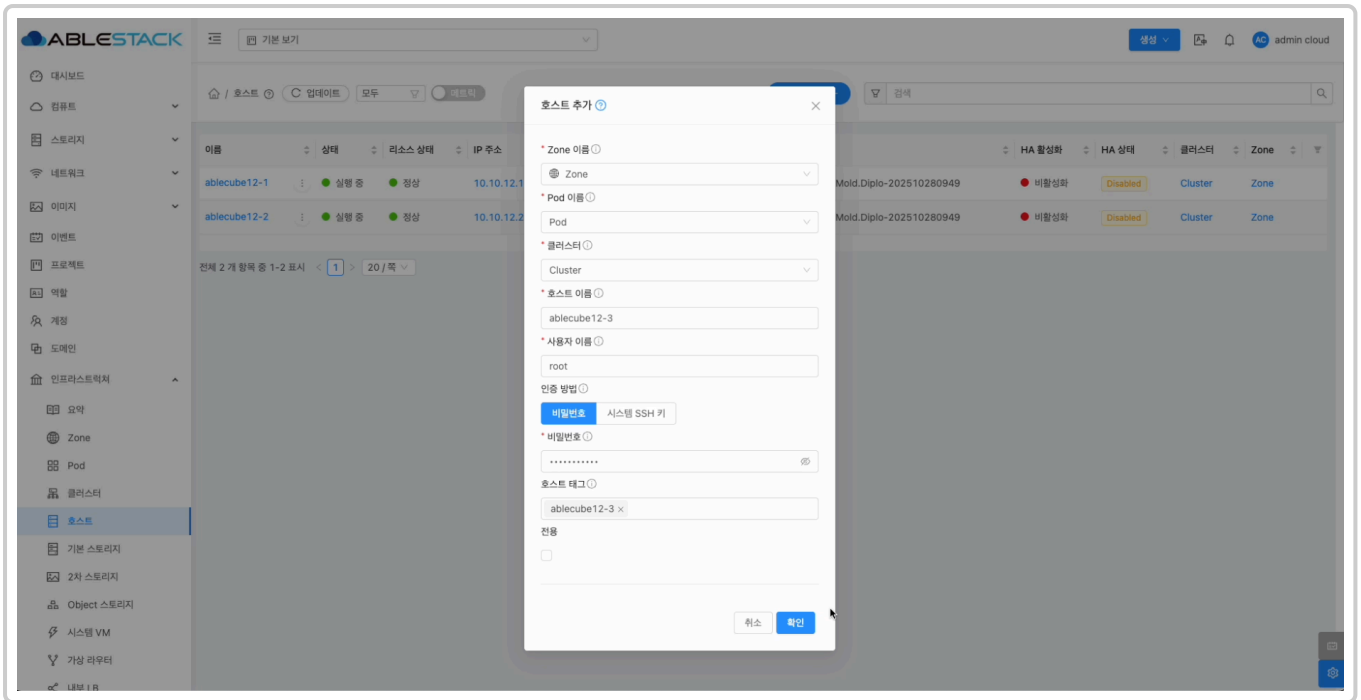 ABLESTACK
기본 보기
생성
AC admin cloud
대시보드
컴퓨트
스토리지
네트워크
이미지
이벤트
프로젝트
역할
계정
도메인
인프라스트럭처
요약
Zone
Pod
클러스터
호스트
기본 스토리지
2차 스토리지
Object 스토리지
시스템 VM
가상 라우터
내부 LB
/ 호스트 업데이트 모두 메트릭
검색
이름 상태 리소스 상태 IP 주소 HA 활성화 HA 상태 클러스터 Zone
ablecube12-1 실행 중 정상 10.10.12.1 Mold.Diplo-202510280949 비활성화 Disabled Cluster Zone
ablecube12-2 실행 중 정상 10.10.12.2 Mold.Diplo-202510280949 비활성화 Disabled Cluster Zone
전체 2 개 항목 중 1-2 표시 < 1 > 20 / 쪽
호스트 추가
* Zone 이름
Zone
* Pod 이름
Pod
* 클러스터
Cluster
* 호스트 이름
ablecube12-3
* 사용자 이름
root
인증 방법
비밀번호 시스템 SSH 키
* 비밀번호
•••••••••••
호스트 태그
ablecube12-3 ×
전용
취소 확인